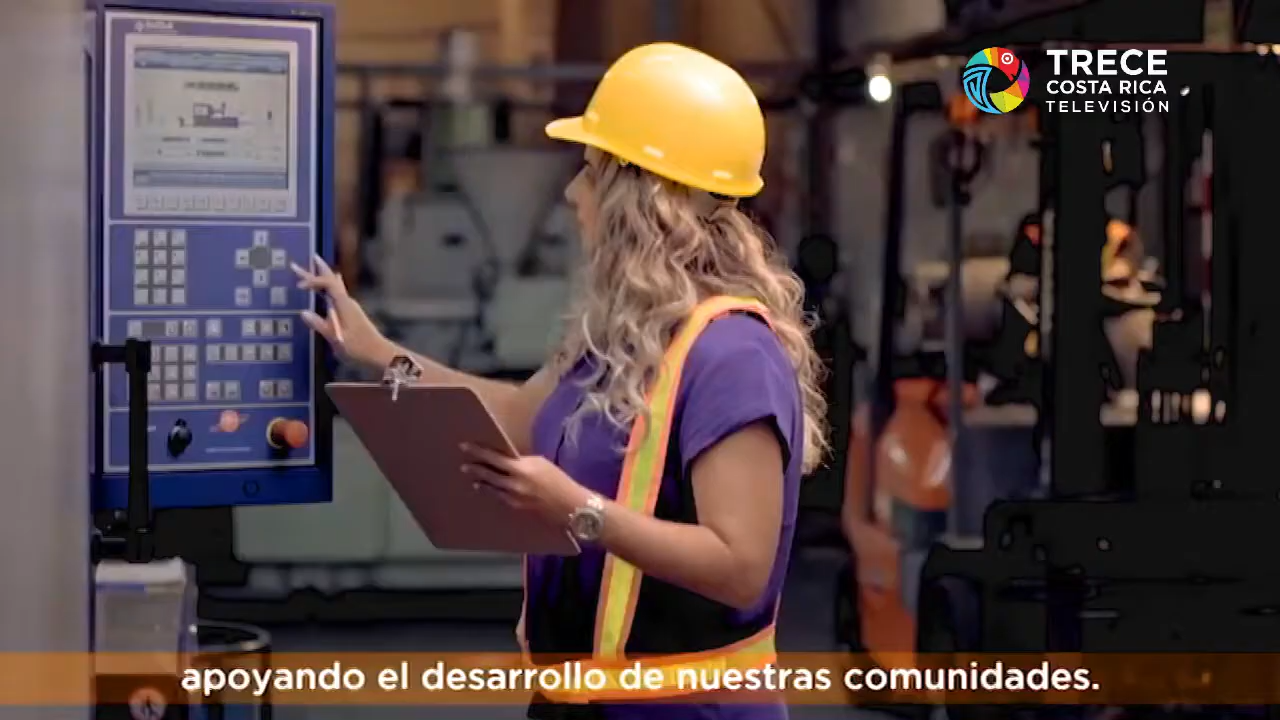 TRECE
COSTA RICA
TELEVISIÓN
apoyando el desarrollo de nuestras comunidades.